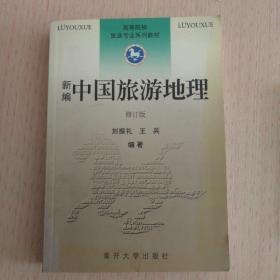 LUYOUXUE
LUYOUXUE
高等院校
旅游专业系列教材
新编
中国旅游地理
修订版
刘振礼 王兵
编著
南开大学出版社